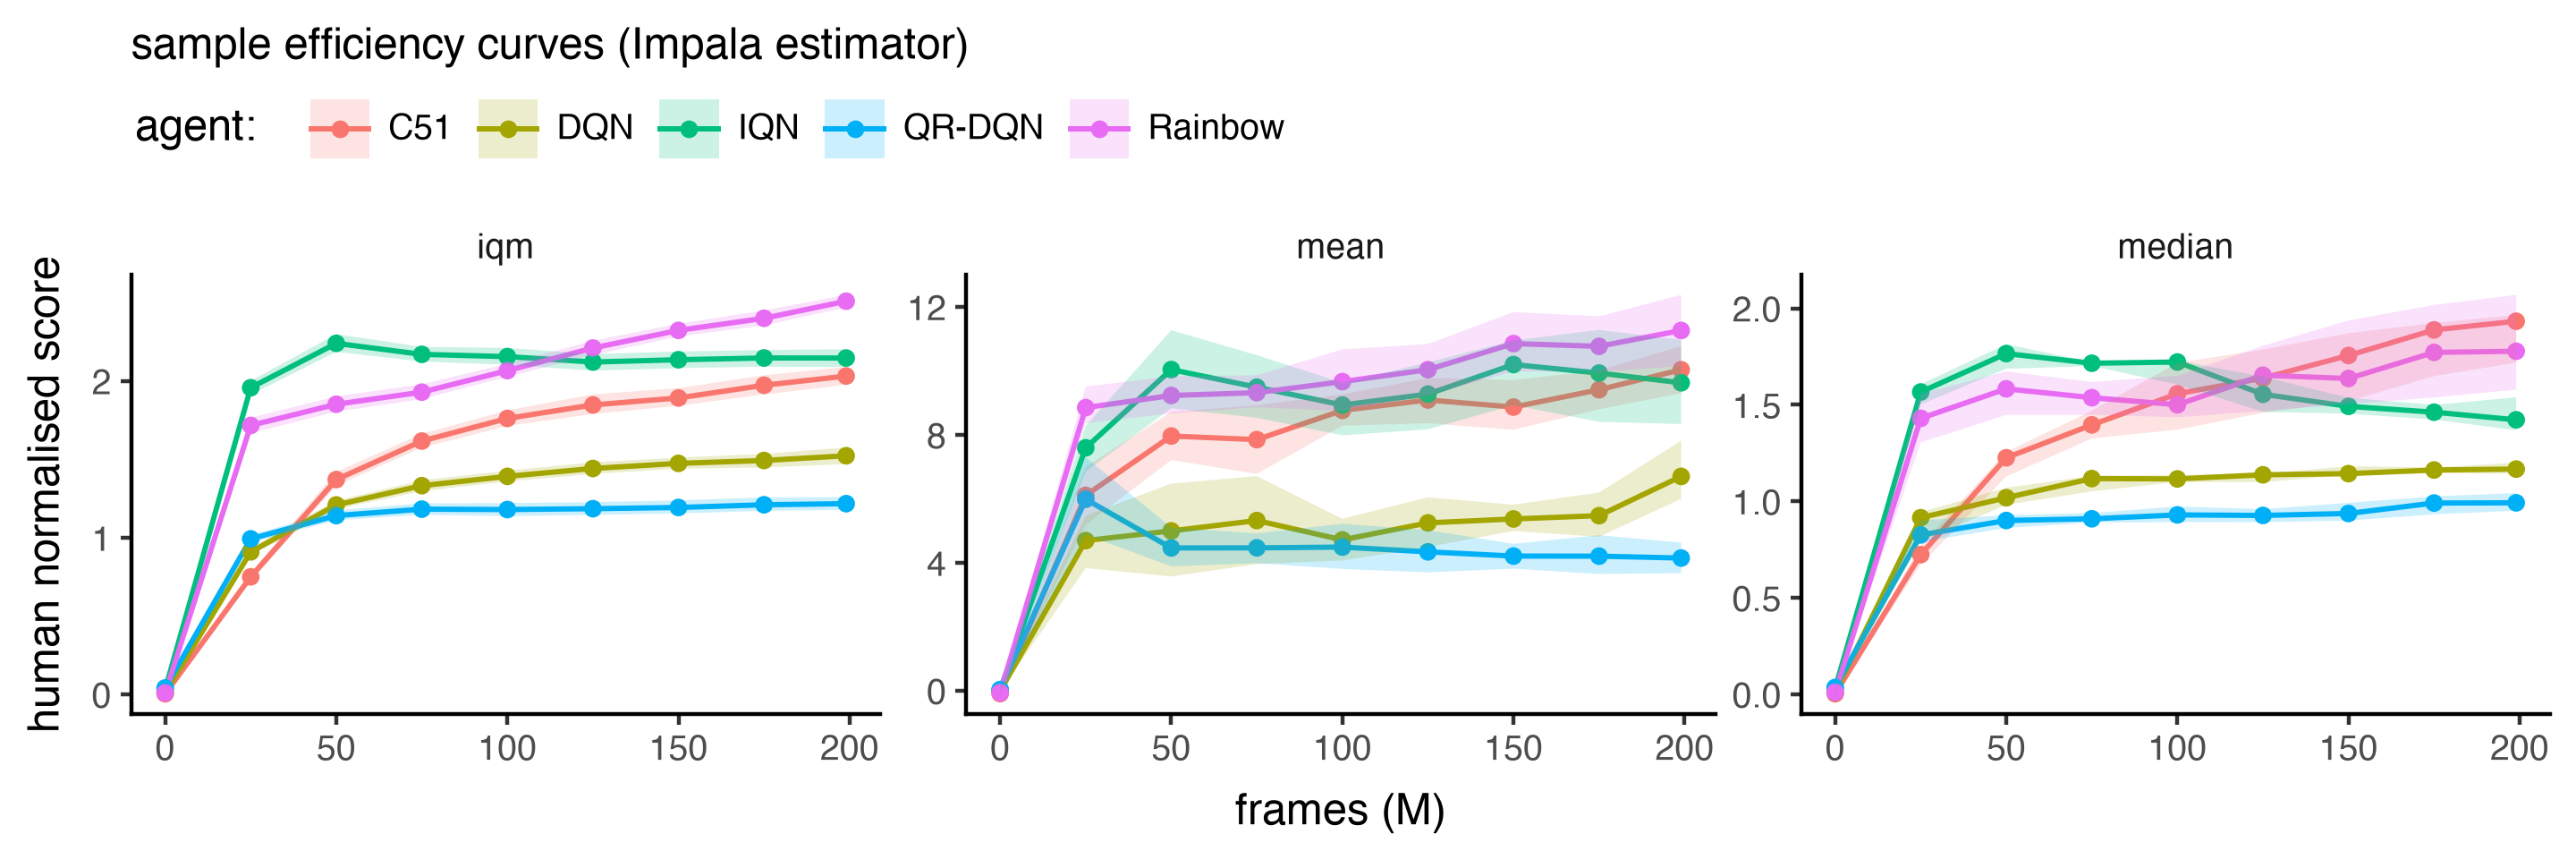 sample efficiency curves (Impala estimator)
agent: C51 DQN IQN QR-DQN Rainbow
human normalised score
iqm
2
1
0
0 50 100 150 200
mean
12
8
4
0
0 50 100 150 200
median
2.0
1.5
1.0
0.5
0.0
0 50 100 150 200
frames (M)